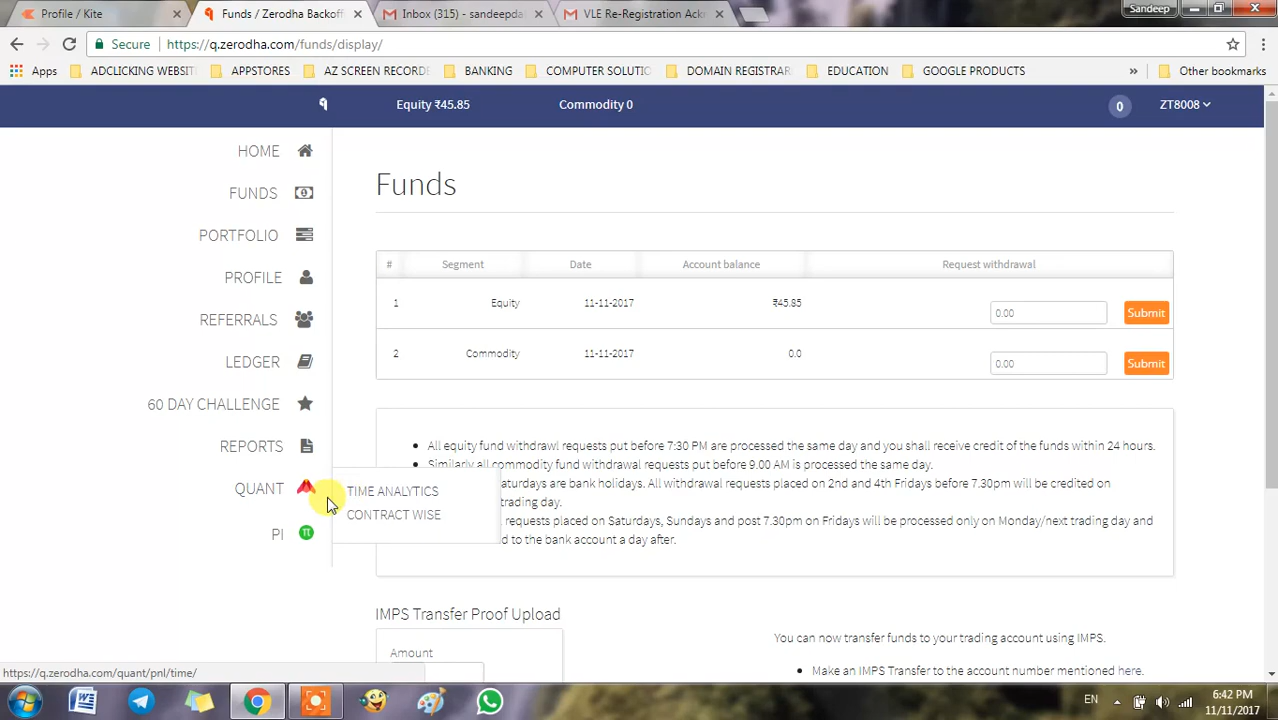 Profile / Kite
Funds / Zerodha Backoff
Inbox (315) - sandeepda
VLE Re-Registration Ack
Sandeep
Secure
https://q.zerodha.com/funds/display/
Apps
ADCLICKING WEBSIT
APPSTORES
AZ SCREEN RECORDE
BANKING
COMPUTER SOLUTIO
DOMAIN REGISTRAR
EDUCATION
GOOGLE PRODUCTS
»
Other bookmarks
Equity ₹45.85
Commodity 0
0
ZT8008
HOME
FUNDS
PORTFOLIO
PROFILE
REFERRALS
LEDGER
60 DAY CHALLENGE
REPORTS
QUANT
PI
TIME ANALYTICS
CONTRACT WISE
Funds
# Segment Date Account balance Request withdrawal
1 Equity 11-11-2017 ₹45.85 0.00 Submit
2 Commodity 11-11-2017 0.0 0.00 Submit
All equity fund withdrawl requests put before 7:30 PM are processed the same day and you shall receive credit of the funds within 24 hours.
Similarly all commodity fund withdrawal requests put before 9.00 AM is processed the same day.
aturdays are bank holidays. All withdrawal requests placed on 2nd and 4th Fridays before 7.30pm will be credited on
trading day.
requests placed on Saturdays, Sundays and post 7.30pm on Fridays will be processed only on Monday/next trading day and
d to the bank account a day after.
IMPS Transfer Proof Upload
Amount
You can now transfer funds to your trading account using IMPS.
Make an IMPS Transfer to the account number mentioned here.
https://q.zerodha.com/quant/pnl/time/
EN
6:42 PM
11/11/2017